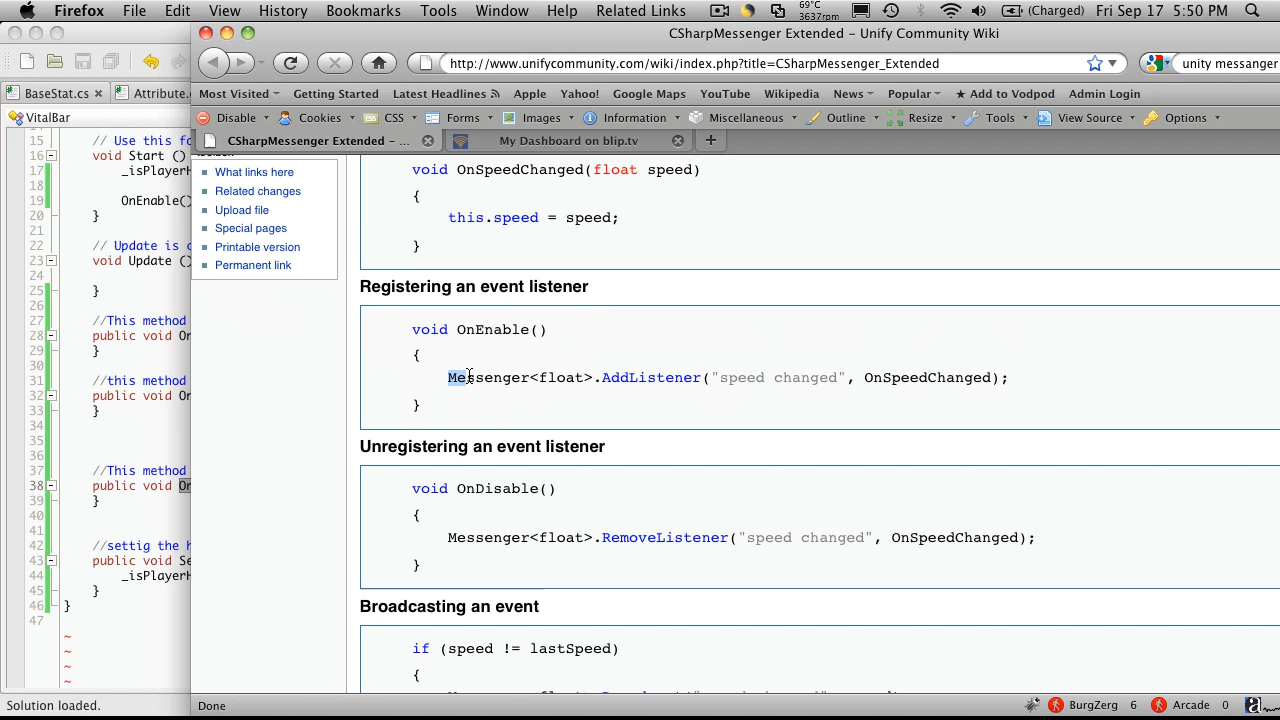 Firefox File Edit View History Bookmarks Tools Window Help Related Links 69°C 3637rpm (Charged) Fri Sep 17 5:50 PM
CSharpMessenger Extended – Unify Community Wiki
http://www.unifycommunity.com/wiki/index.php?title=CSharpMessenger_Extended
unity messanger
Most Visited Getting Started Latest Headlines Apple Yahoo! Google Maps YouTube Wikipedia News Popular Add to Vodpod Admin Login
Disable Cookies CSS Forms Images Information Miscellaneous Outline Resize Tools View Source Options
CSharpMessenger Extended – ... My Dashboard on blip.tv
BaseStat.cs Attribute.c
VitalBar
15 // Use this fo
16 void Start ()
17 _isPlayerH
18
19 OnEnable()
20 }
21
22 // Update is c
23 void Update ()
24
25 }
26
27 //This method
28 public void On
29 }
30
31 //this method
32 public void On
33 }
34
35
36
37 //This method
38 public void On
39 }
40
41
42 //settig the h
43 public void Se
44 _isPlayerH
45 }
46 }
47
~
~
~
~
Solution loaded.
What links here
Related changes
Upload file
Special pages
Printable version
Permanent link
void OnSpeedChanged(float speed)
{
this.speed = speed;
}
Registering an event listener
void OnEnable()
{
Messenger<float>.AddListener("speed changed", OnSpeedChanged);
}
Unregistering an event listener
void OnDisable()
{
Messenger<float>.RemoveListener("speed changed", OnSpeedChanged);
}
Broadcasting an event
if (speed != lastSpeed)
{
Done
BurgZerg 6 Arcade 0 a